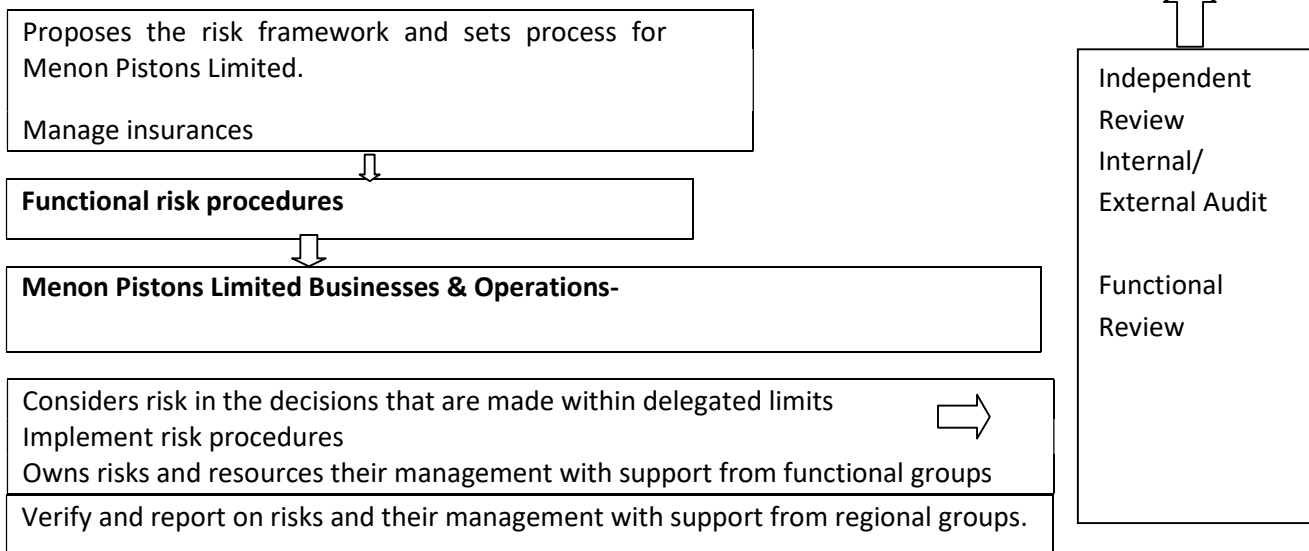 Proposes the risk framework and sets process for
Menon Pistons Limited.
Manage insurances
Functional risk procedures
Menon Pistons Limited Businesses & Operations-
Considers risk in the decisions that are made within delegated limits
Implement risk procedures
Owns risks and resources their management with support from functional groups
Verify and report on risks and their management with support from regional groups.
Independent
Review
Internal/
External Audit
Functional
Review